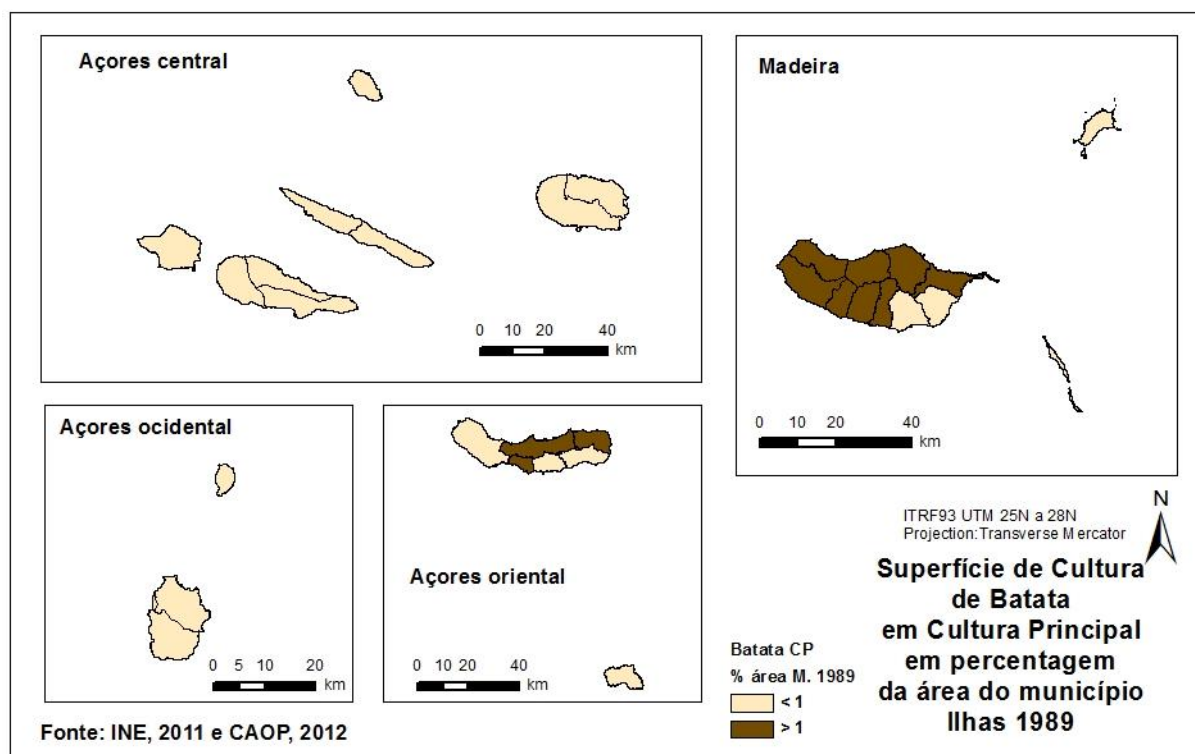 Açores central
0 10 20 40
km
Madeira
0 10 20 40
km
Açores ocidental
0 5 10 20
km
Açores oriental
0 10 20 40
km
N
ITRF93 UTM 25N a 28N
Projection:Transverse Mercator
Superfície de Cultura
de Batata
em Cultura Principal
em percentagem
da área do município
Ilhas 1989
Batata CP
% área M. 1989
< 1
> 1
Fonte: INE, 2011 e CAOP, 2012